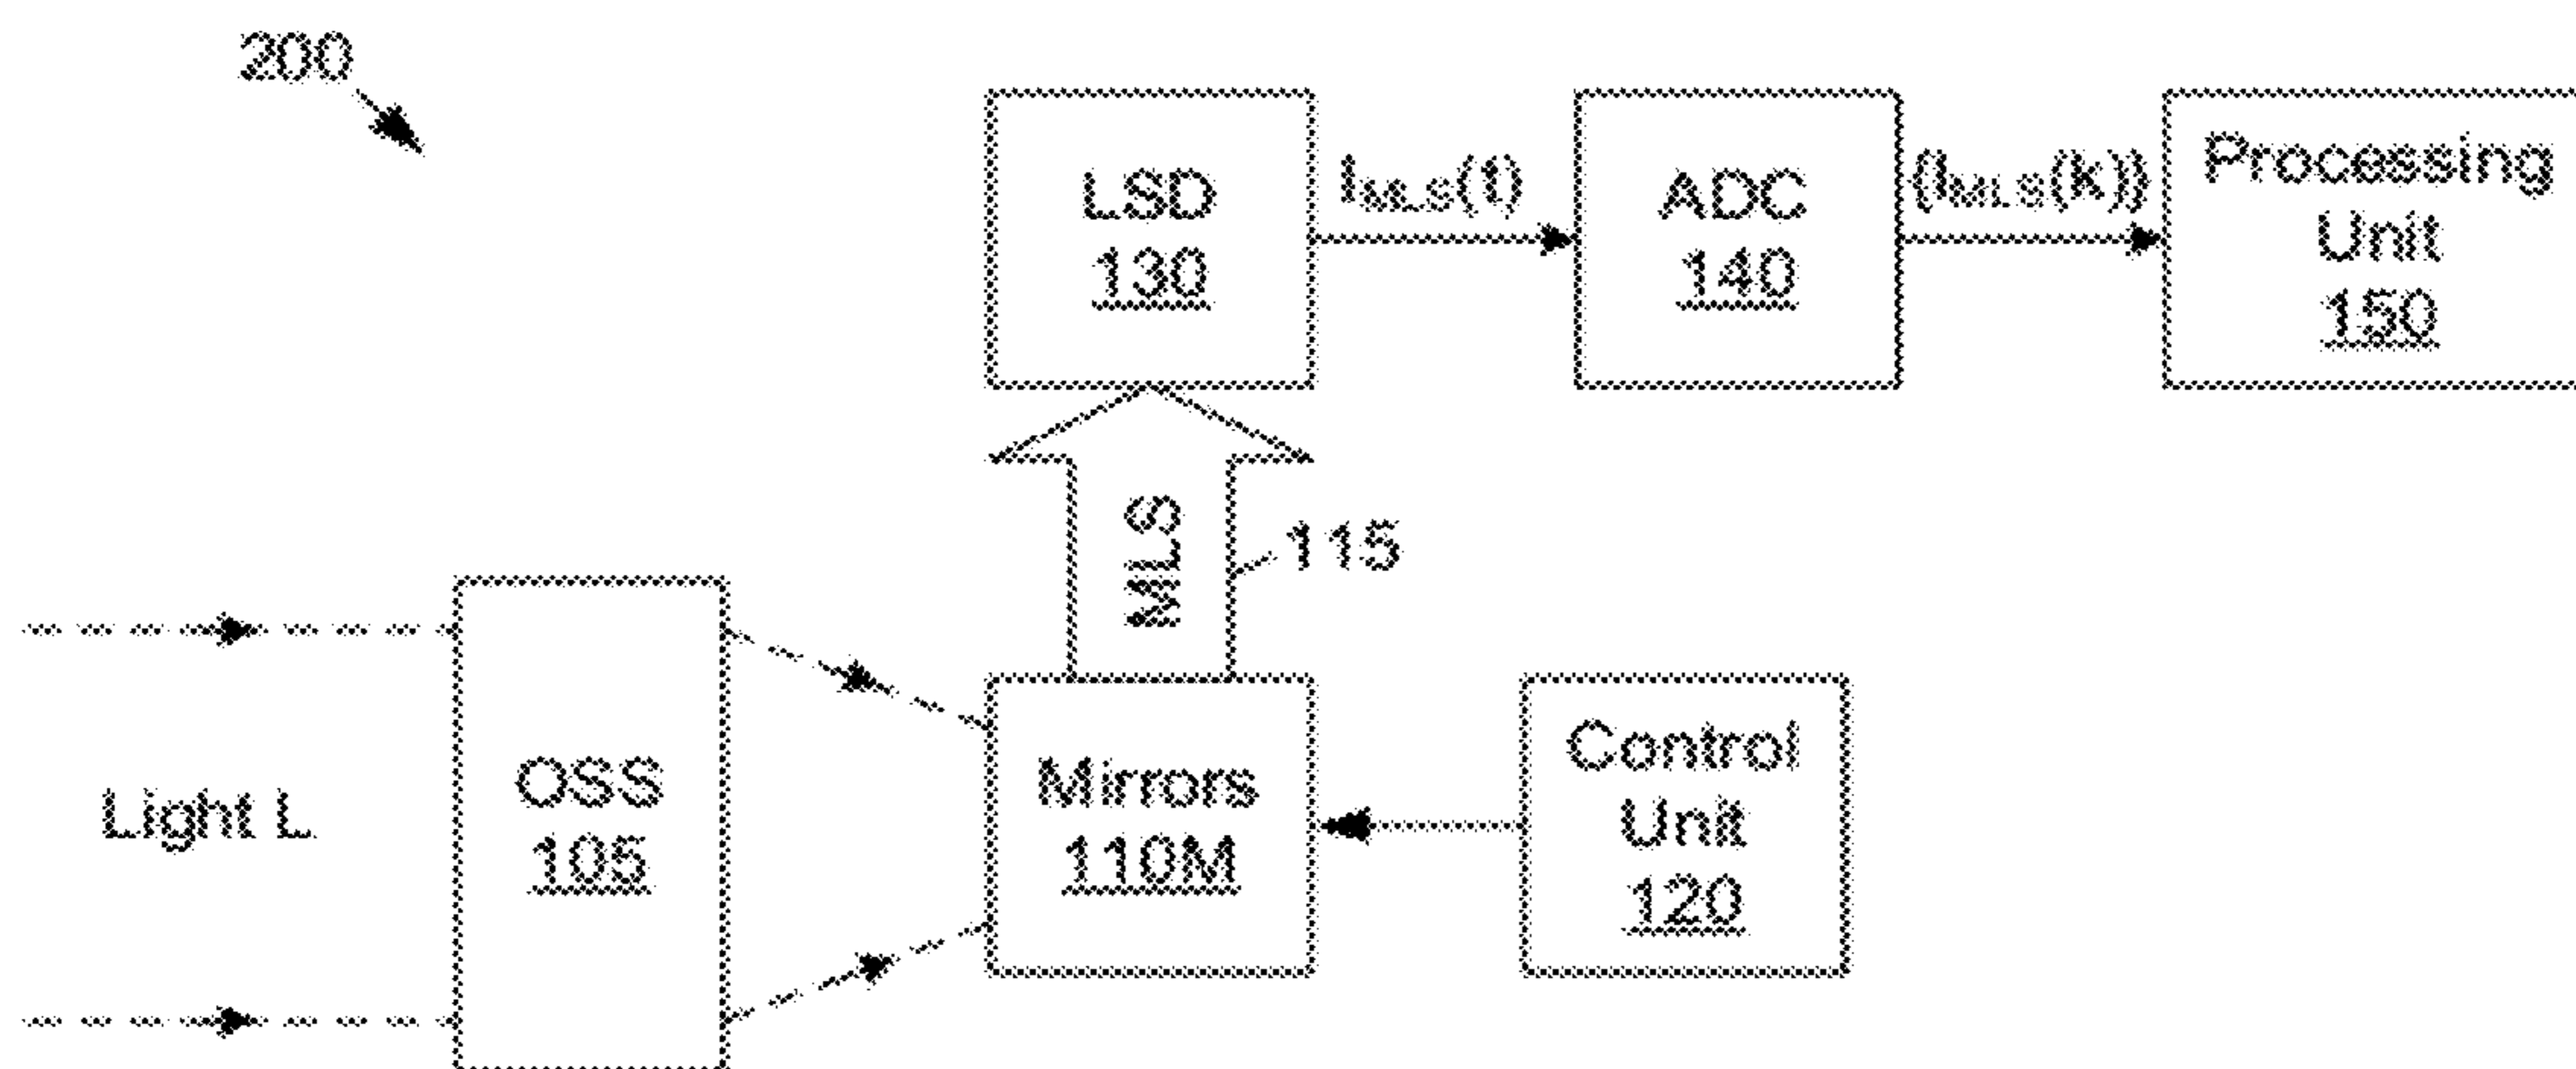 200
LSD
130
I_MLS(t)
ADC
140
{I_MLS(k)}
Processing
Unit
150
MLS
115
Light L
OSS
105
Mirrors
110M
Control
Unit
120